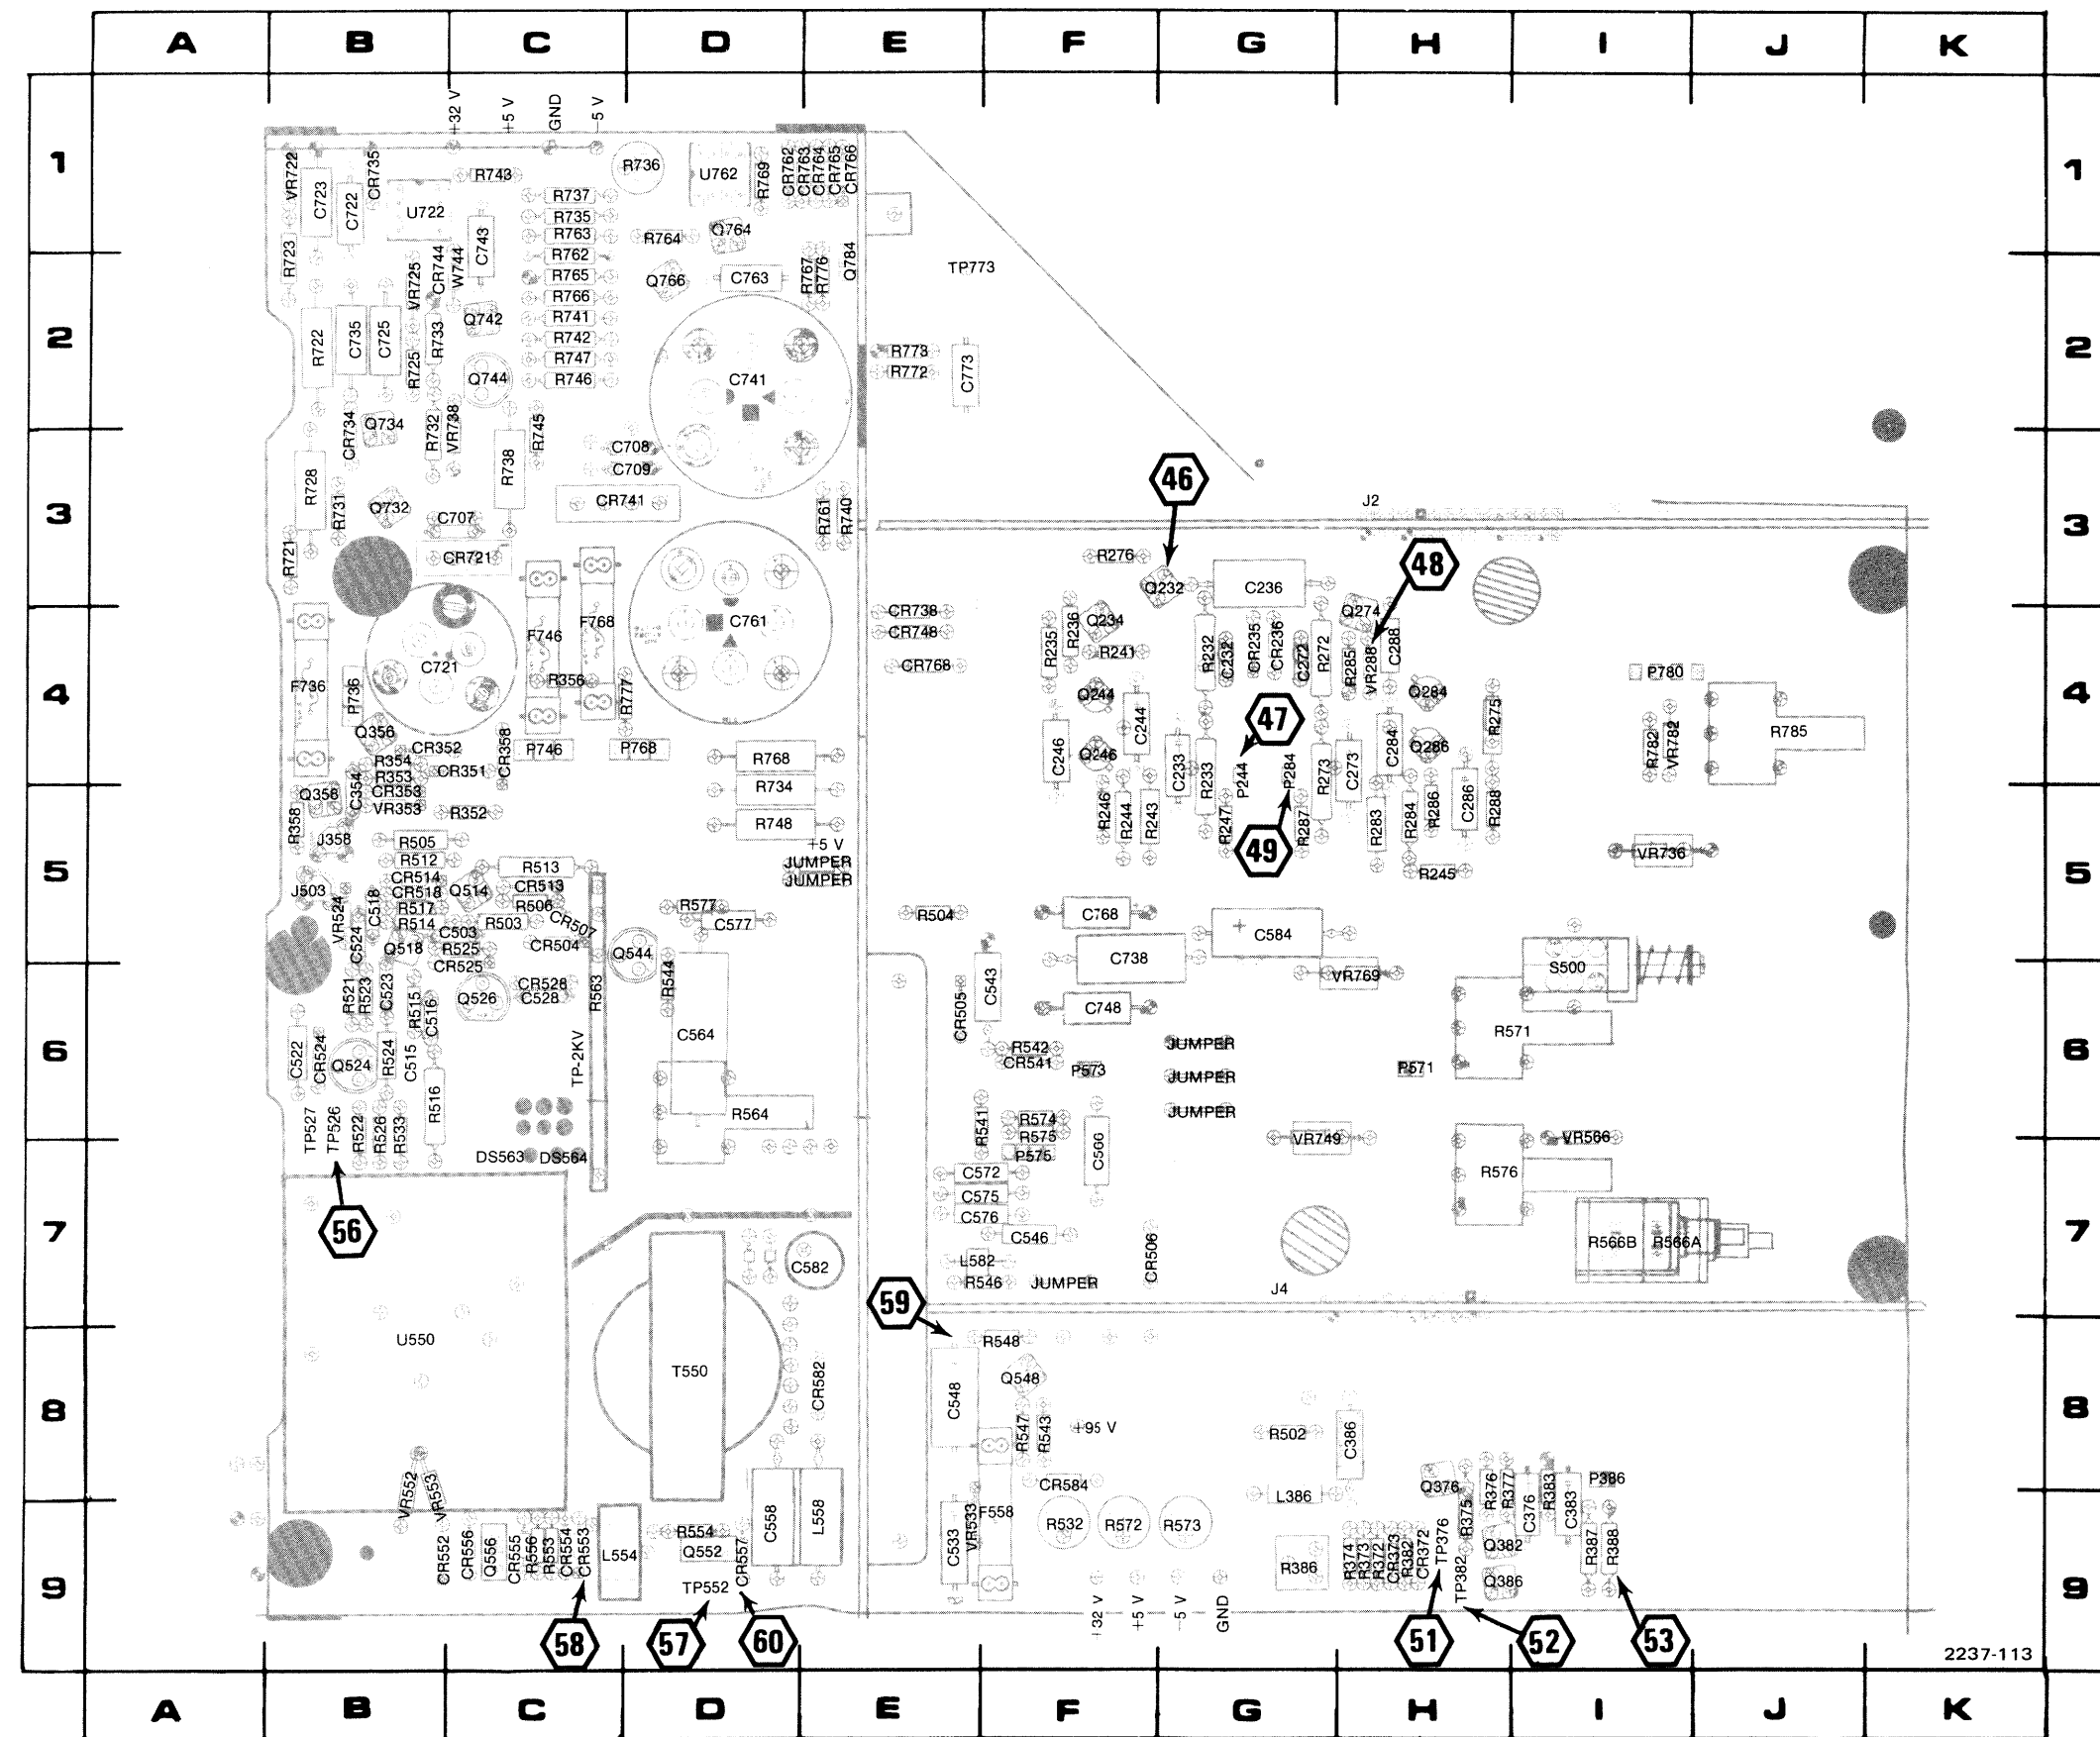 A B C D E F G H I J K
+32 V +5 V GND -5 V
1 1
VR722 C723 C722 CR735 U722 R743 R736 U762 R769 CR762 CR763 CR764 CR765 CR766
R737
R735
R763
R762
R765
R766
R741
R742
R747
R746
R723 C743 R764 Q764
CR744 W744 VR725 Q766 C763 R767 R776 Q784 TP773
2 2
R722 C735 C725 R725 R733 Q742 Q744 C741 R773 R772 C773
CR734 Q734 R732 VR738 R745 C708
C709
R728 R731 Q732 R738 C707 CR741 R761 R740
3 3
46 J2
R721 CR721 R276 Q232 C236 48
F746 F768 C761 CR738
CR748
CR768
R235 R236 Q234 R241 R232 C232 CR235 CR236 C272 R272 Q274 R285 VR288 C288
F736 P736 C721 R356 R777
4 4
Q244 C244 47 Q284 R275 P780 R782 VR782 R785
Q356 CR352 CR358 P746 P768 R768 C246 Q246 C233 R233 P244 P284 R273 C273 C284 Q286
R354
R353
CR353
VR353
CR351 C354 Q358 R352 R734
R358 J358 R748 R246 R244 R243 R247 49 R287 R283 R284 R286 C286 R288
R505
R512
CR514
CR518
R517
R514
+5 V
JUMPER
JUMPER
5 5
R513 CR513 R506 Q514 R503 CR507 CR504 VR736 R245
J503 VR524 C518 C524 Q518 C503 R525 CR525 R577 C577 R504 C768 C584
Q544 R544 C738 VR769 S500
R521 R523 C523 R515 C516 Q526 CR528
C528 R563 C564 CR505 C543 C748 R571
6 6
C522 CR524 Q524 R524 C515 R516 TP-2KV R542
CR541 P573 JUMPER
JUMPER
JUMPER P571
TP527 TP526 R522 R526 R533 R564 R541 R574
R575
P575 C566 VR749 VR566
DS563 DS564 C572
C575
C576 R576
7 7
56 C582 C546 L582 R546 JUMPER CR506 R566B R566A
59 J4
U550 T550 CR582 R548 Q548 C548
8 8
R547 R543 +95 V R502 C386
VR552 VR553 C558 L558 CR584 L386 Q376 R375 R376 R377 C376 R383 C383 P386
F558 VR533 C533 R532 R572 R573
CR552 CR556 Q556 CR555 R556 R553 CR554 CR553 L554 R554 Q552 CR557 R386 R374 R373 R372 CR373 R382 CR372 TP376 TP382 Q382 Q386 R387 R388
9 9
TP552
+32 V +5 V -5 V GND
58 57 60 51 52 53
2237-113
A B C D E F G H I J K